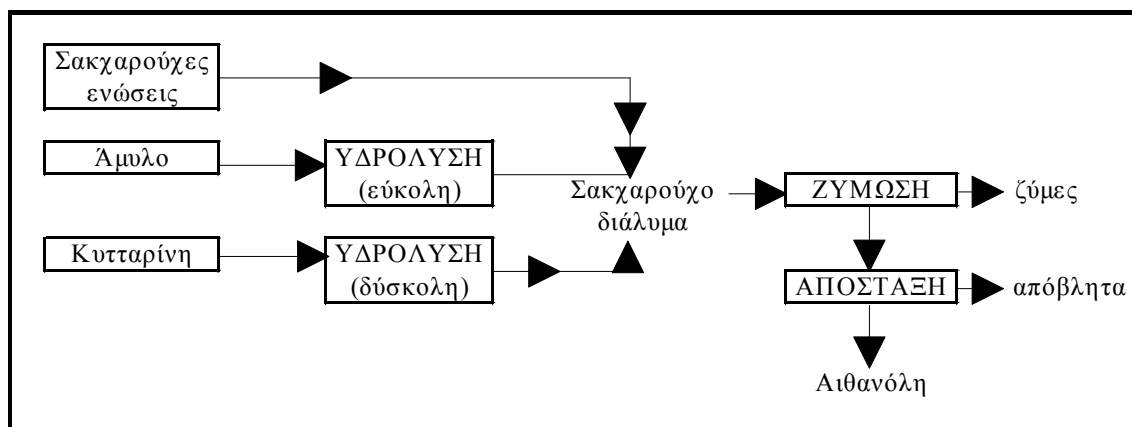 Σακχαρούχες
ενώσεις
Άμυλο
ΥΔΡΟΛΥΣΗ
(εύκολη)
Κυτταρίνη
ΥΔΡΟΛΥΣΗ
(δύσκολη)
Σακχαρούχο
διάλυμα
ΖΥΜΩΣΗ
ζύμες
ΑΠΟΣΤΑΞΗ
απόβλητα
Αιθανόλη